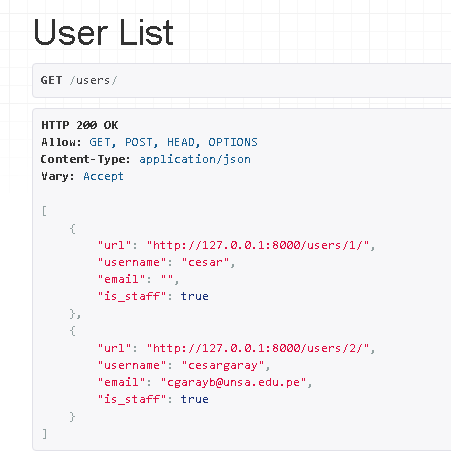 User List
GET /users/
HTTP 200 OK
Allow: GET, POST, HEAD, OPTIONS
Content-Type: application/json
Vary: Accept
[
    {
        "url": "http://127.0.0.1:8000/users/1/",
        "username": "cesar",
        "email": "",
        "is_staff": true
    },
    {
        "url": "http://127.0.0.1:8000/users/2/",
        "username": "cesargaray",
        "email": "cgarayb@unsa.edu.pe",
        "is_staff": true
    }
]